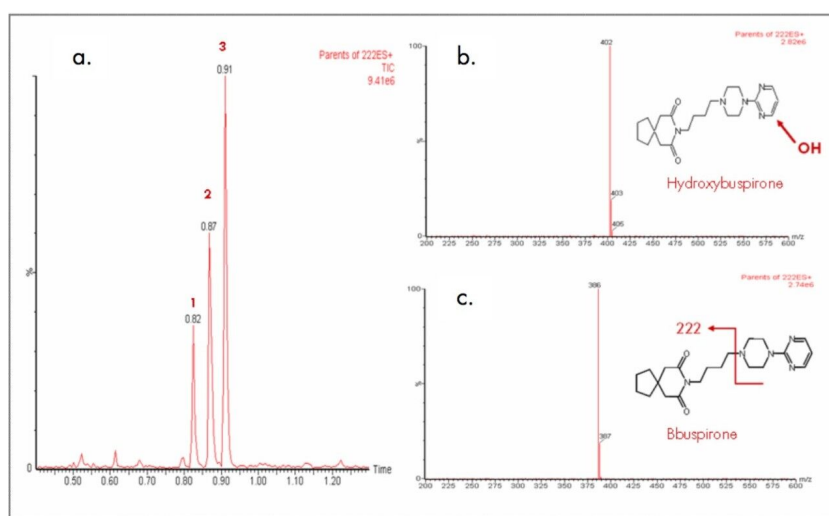 a.
Parents of 222ES+
TIC
9.41e6
1
0.82
2
0.87
3
0.91
%
0
0.50
0.60
0.70
0.80
0.90
1.00
1.10
1.20
Time
b.
Parents of 222ES+
2.82e6
100
%
0
402
403
405
N
O
N
O
N
N
N
N
OH
Hydroxybuspirone
200 225 250 275 300 325 350 375 400 425 450 475 500 525 550 575 600 m/z
c.
Parents of 222ES+
2.74e6
100
%
0
386
387
222
O
N
O
N
N
N
N
Bbuspirone
200 225 250 275 300 325 350 375 400 425 450 475 500 525 550 575 600 m/z